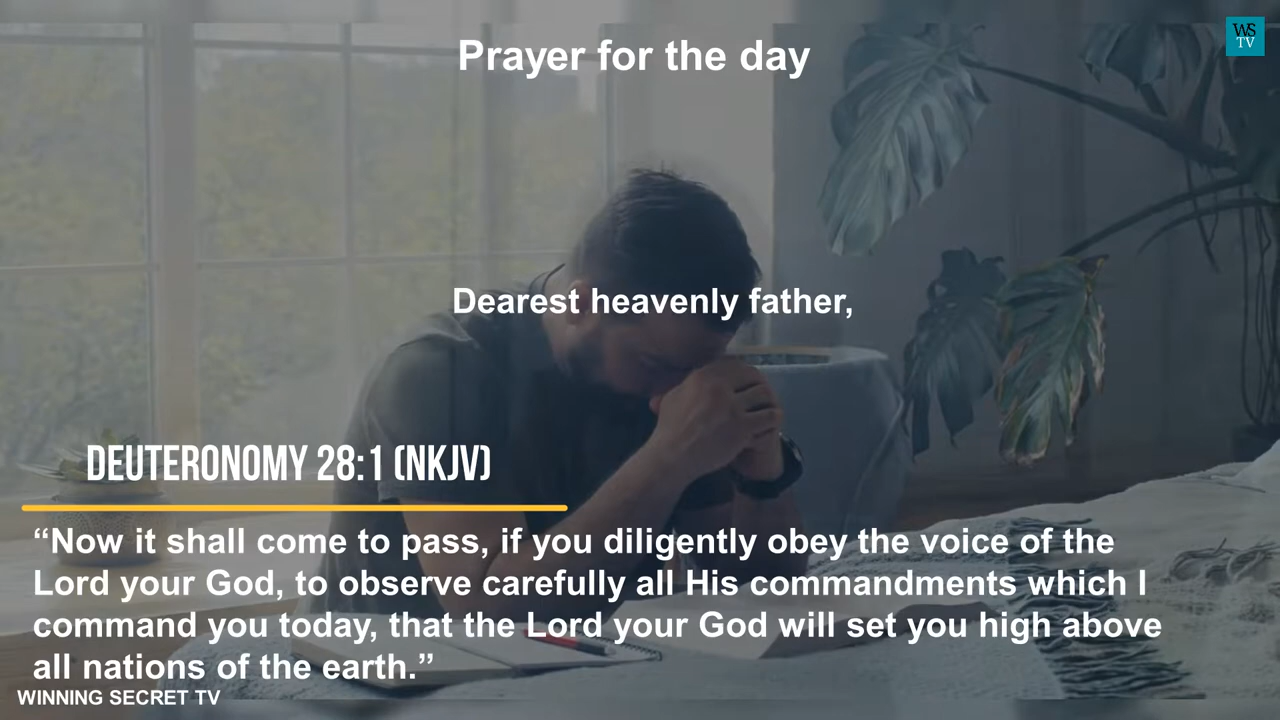 Prayer for the day
WS
TV
Dearest heavenly father,
DEUTERONOMY 28:1 (NKJV)
“Now it shall come to pass, if you diligently obey the voice of the
Lord your God, to observe carefully all His commandments which I
command you today, that the Lord your God will set you high above
all nations of the earth.”
WINNING SECRET TV